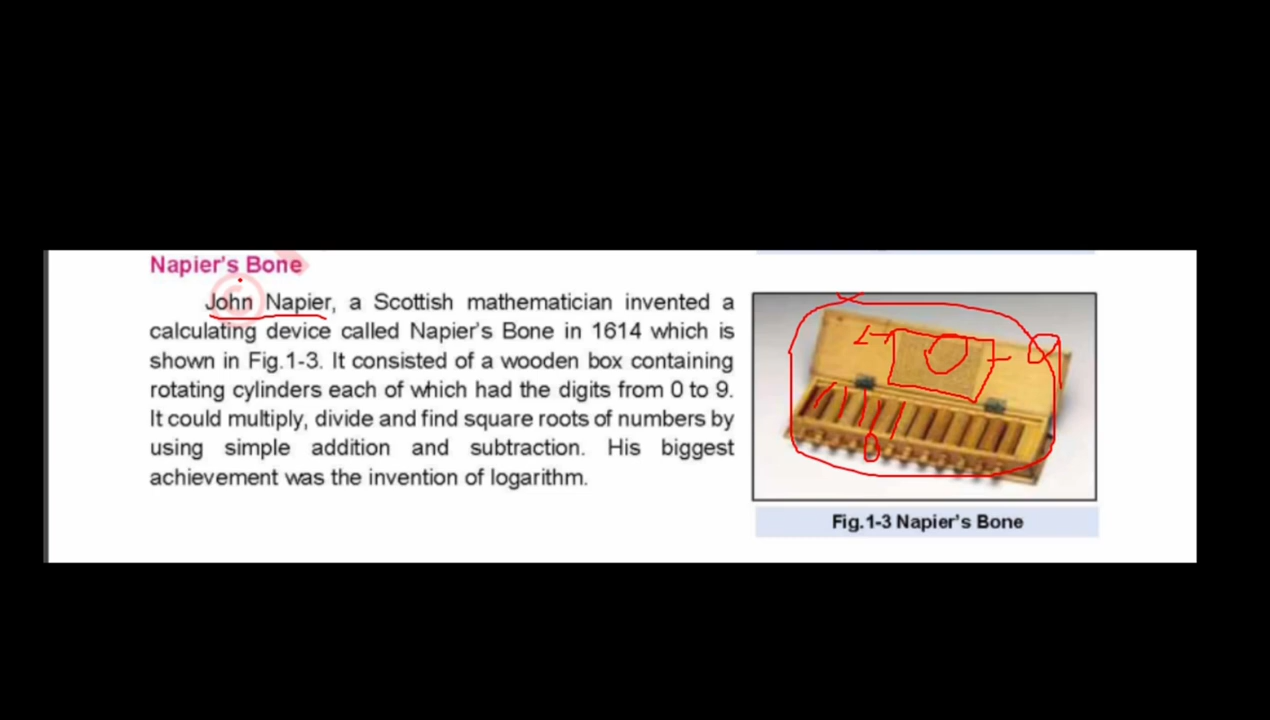 Napier's Bone
John Napier, a Scottish mathematician invented a
calculating device called Napier's Bone in 1614 which is
shown in Fig.1-3. It consisted of a wooden box containing
rotating cylinders each of which had the digits from 0 to 9.
It could multiply, divide and find square roots of numbers by
using simple addition and subtraction. His biggest
achievement was the invention of logarithm.
Fig.1-3 Napier's Bone